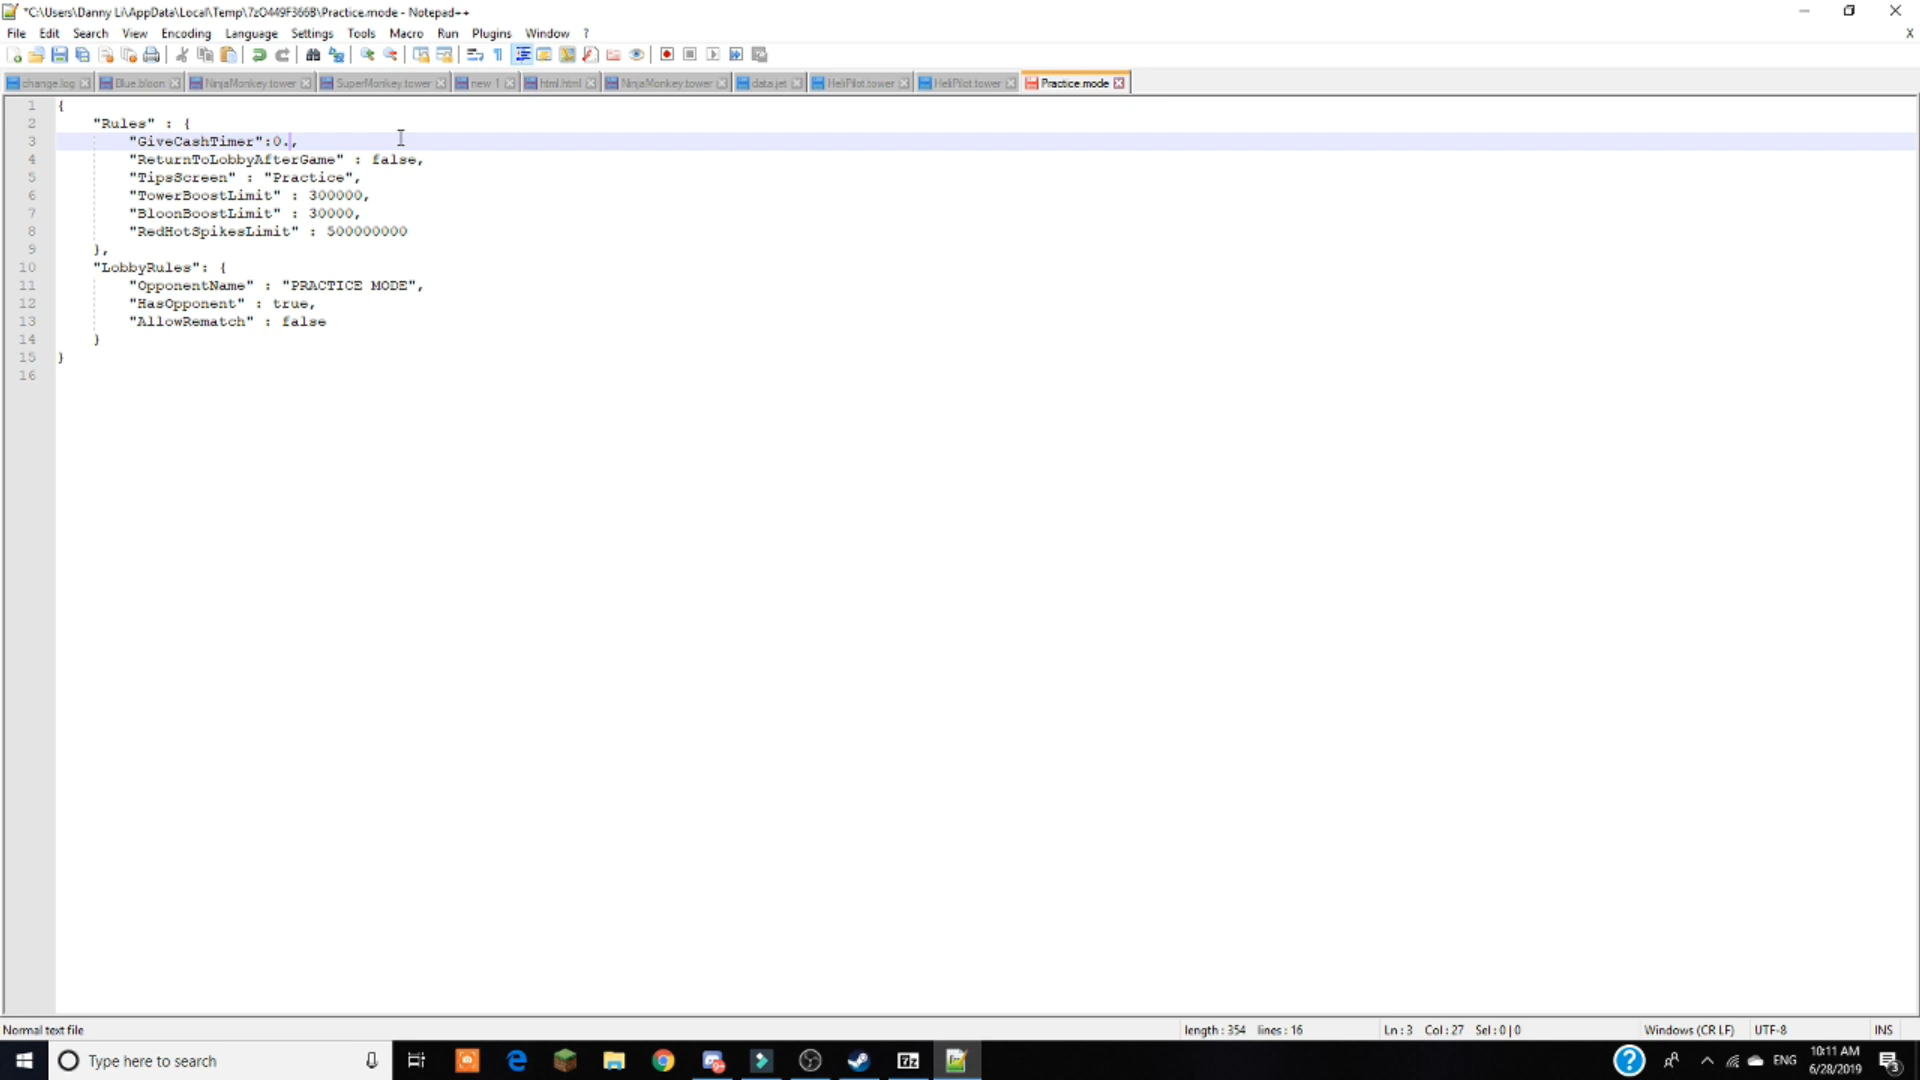 *C:\Users\Danny Li\AppData\Local\Temp\7zO449F366B\Practice.mode - Notepad++
File Edit Search View Encoding Language Settings Tools Macro Run Plugins Window ? X
change.log Blue.bloon NinjaMonkey.tower SuperMonkey.tower new 1 html.html NinjaMonkey.tower data.jet HeliPilot.tower HeliPilot.tower Practice.mode
1 {
2 "Rules" : {
3 "GiveCashTimer":0.,
4 "ReturnToLobbyAfterGame" : false,
5 "TipsScreen" : "Practice",
6 "TowerBoostLimit" : 300000,
7 "BloonBoostLimit" : 30000,
8 "RedHotSpikesLimit" : 500000000
9 },
10 "LobbyRules": {
11 "OpponentName" : "PRACTICE MODE",
12 "HasOpponent" : true,
13 "AllowRematch" : false
14 }
15 }
16
Normal text file length : 354 lines : 16 Ln : 3 Col : 27 Sel : 0 | 0 Windows (CR LF) UTF-8 INS
Type here to search 7z ENG 10:11 AM
6/28/2019 3